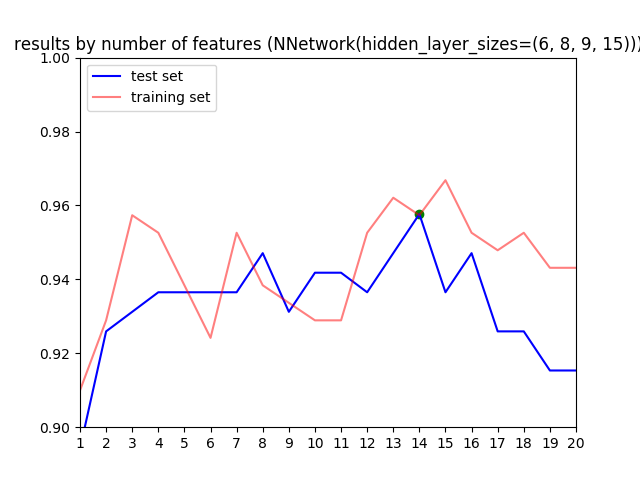 results by number of features (NNetwork(hidden_layer_sizes=(6, 8, 9, 15)))
1.00
test set
training set
0.98
0.96
0.94
0.92
0.90
1 2 3 4 5 6 7 8 9 10 11 12 13 14 15 16 17 18 19 20